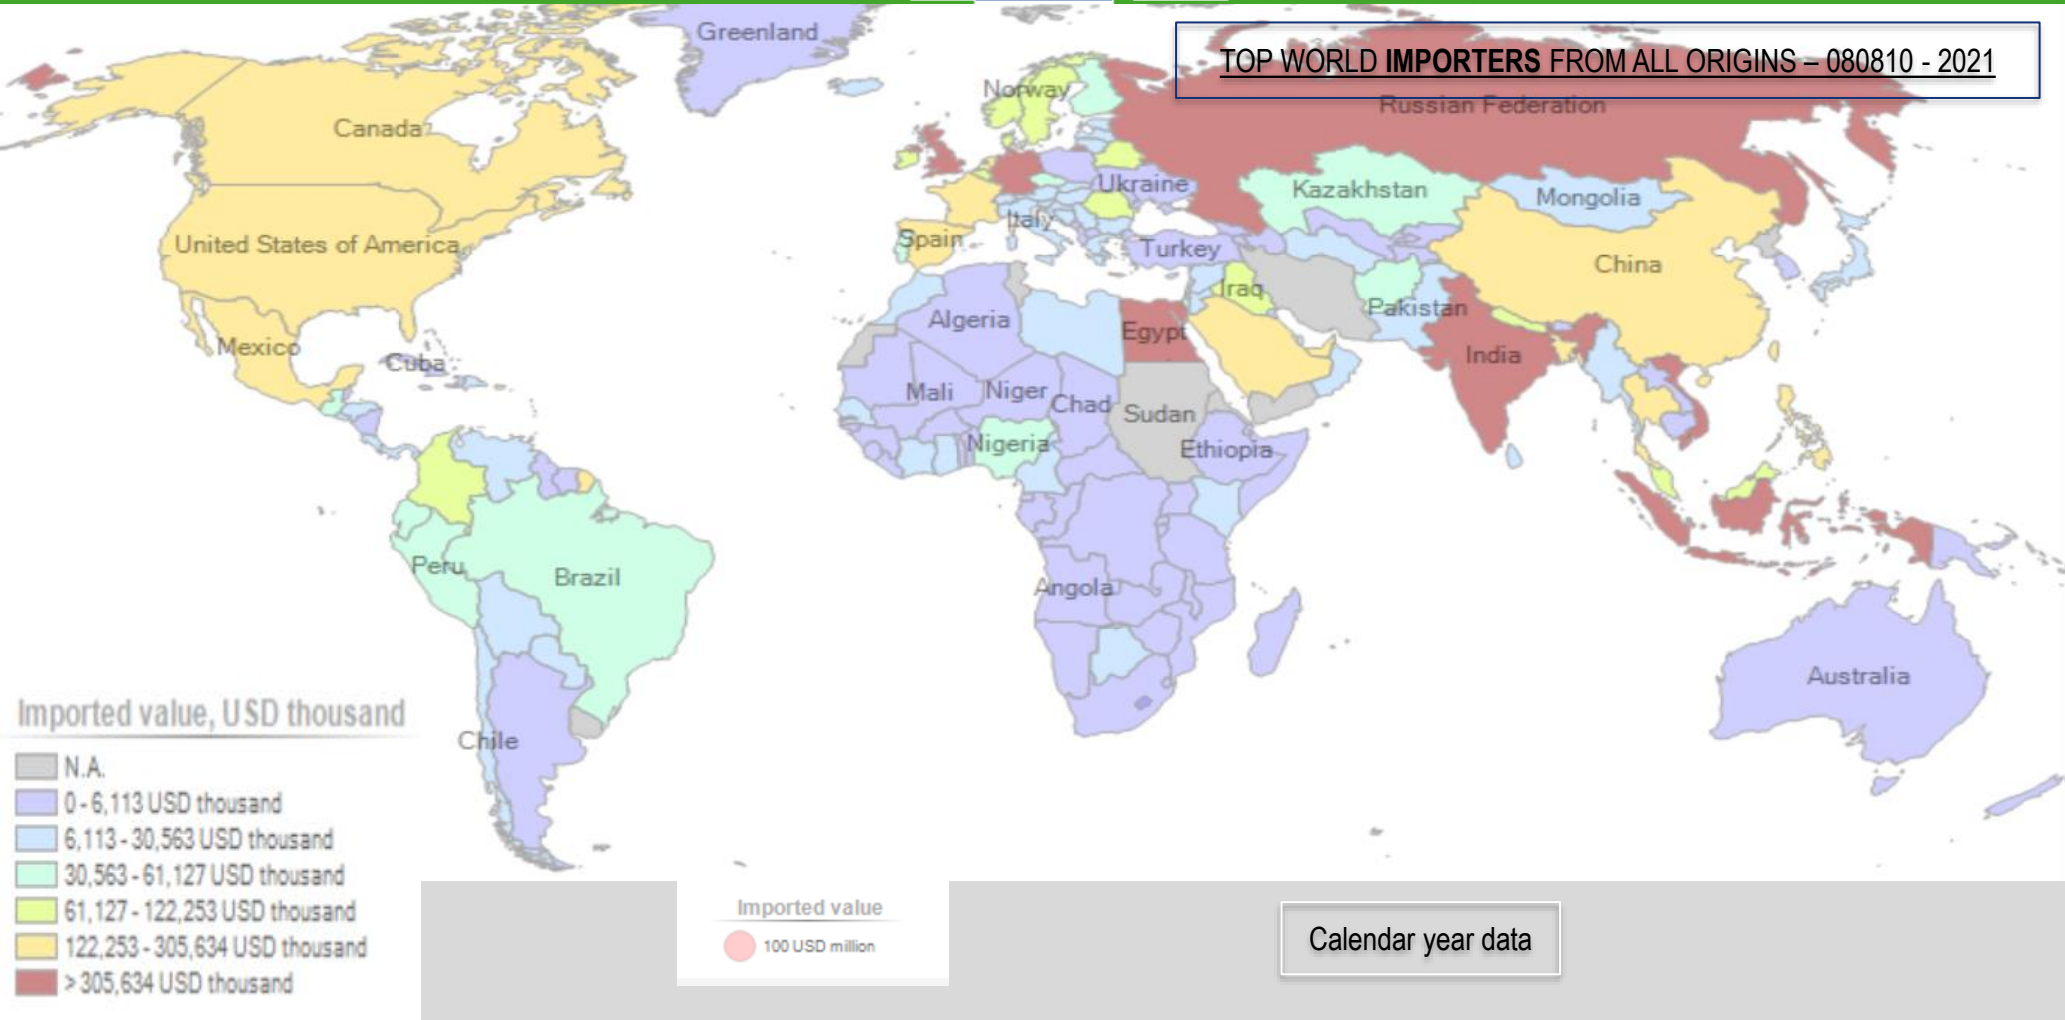 Greenland
TOP WORLD IMPORTERS FROM ALL ORIGINS – 080810 - 2021
Norway
Russian Federation
Canada
Ukraine
Kazakhstan
Mongolia
Italy
United States of America
Spain
Turkey
China
Iraq
Pakistan
Algeria
Egypt
Mexico
India
Cuba
Mali
Niger
Chad
Sudan
Nigeria
Ethiopia
Peru
Brazil
Angola
Australia
Chile
Imported value, USD thousand
N.A.
0 - 6,113 USD thousand
6,113 - 30,563 USD thousand
30,563 - 61,127 USD thousand
61,127 - 122,253 USD thousand
122,253 - 305,634 USD thousand
> 305,634 USD thousand
Imported value
100 USD million
Calendar year data